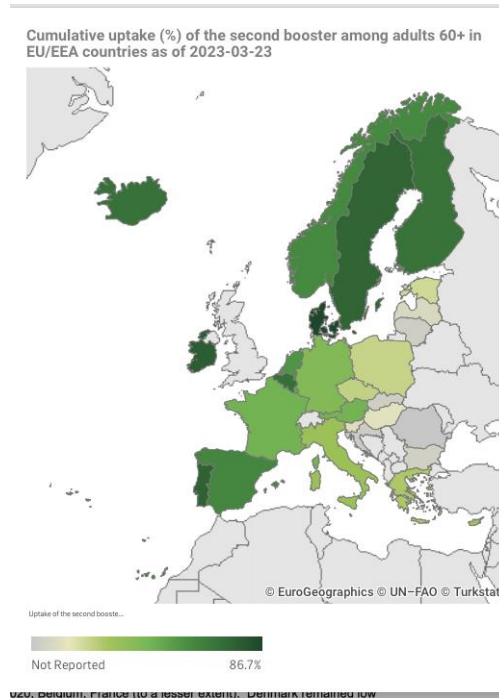 Cumulative uptake (%) of the second booster among adults 60+ in
EU/EEA countries as of 2023-03-23
© EuroGeographics © UN-FAO © Turkstat
Uptake of the second booste...
Not Reported 86.7%
020, Belgium, France (to a lesser extent). Denmark remained low